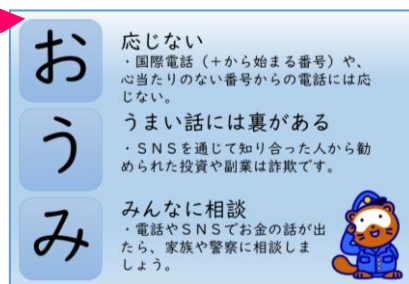 お
応じない
・国際電話（＋から始まる番号）や、
心当たりのない番号からの電話には応
じない。
う
うまい話には裏がある
・ＳＮＳを通じて知り合った人から勧
められた投資や副業は詐欺です。
み
みんなに相談
・電話やＳＮＳでお金の話が出
たら、家族や警察に相談しま
しょう。